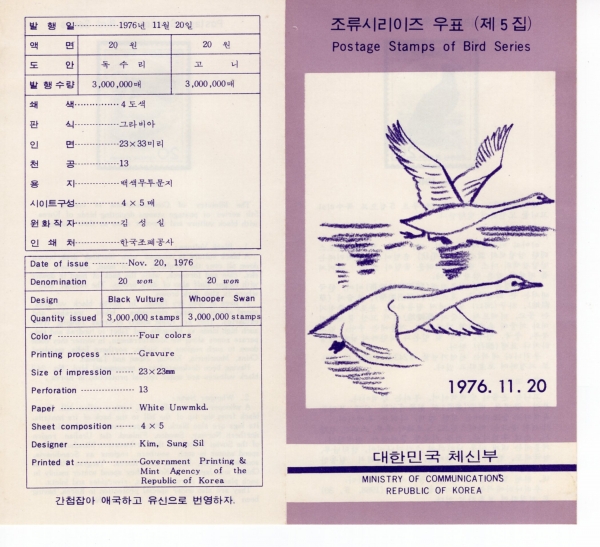 발 행 일 ··············1976년 11월 20일
액 면 20 원 20 원
도 안 독 수 리 고 니
발 행 수 량 3,000,000매 3,000,000매
쇄 색··············4도색
판 식··············그라비아
인 면··············23×33미리
천 공··············13
용 지··············백색무투문지
시이트구성··············4 × 5 매
원 화 작 자··············김 성 실
인 쇄 처··············한국조폐공사
Date of issue ··············Nov. 20, 1976
Denomination 20 won 20 won
Design Black Vulture Whooper Swan
Quantity issued 3,000,000 stamps 3,000,000 stamps
Color ··············Four colors
Printing process ··············Gravure
Size of impression ······ 23×23mm
Perforation ·············· 13
Paper ·············· White Unwmkd.
Sheet composition ······ 4 × 5
Designer ··············Kim, Sung Sil
Printed at ··············Government Printing &
Mint Agency of the
Republic of Korea
간첩잡아 애국하고 유신으로 번영하자.
조류시리이즈 우표 (제 5 집)
Postage Stamps of Bird Series
1976. 11. 20
대한민국 체신부
MINISTRY OF COMMUNICATIONS
REPUBLIC OF KOREA